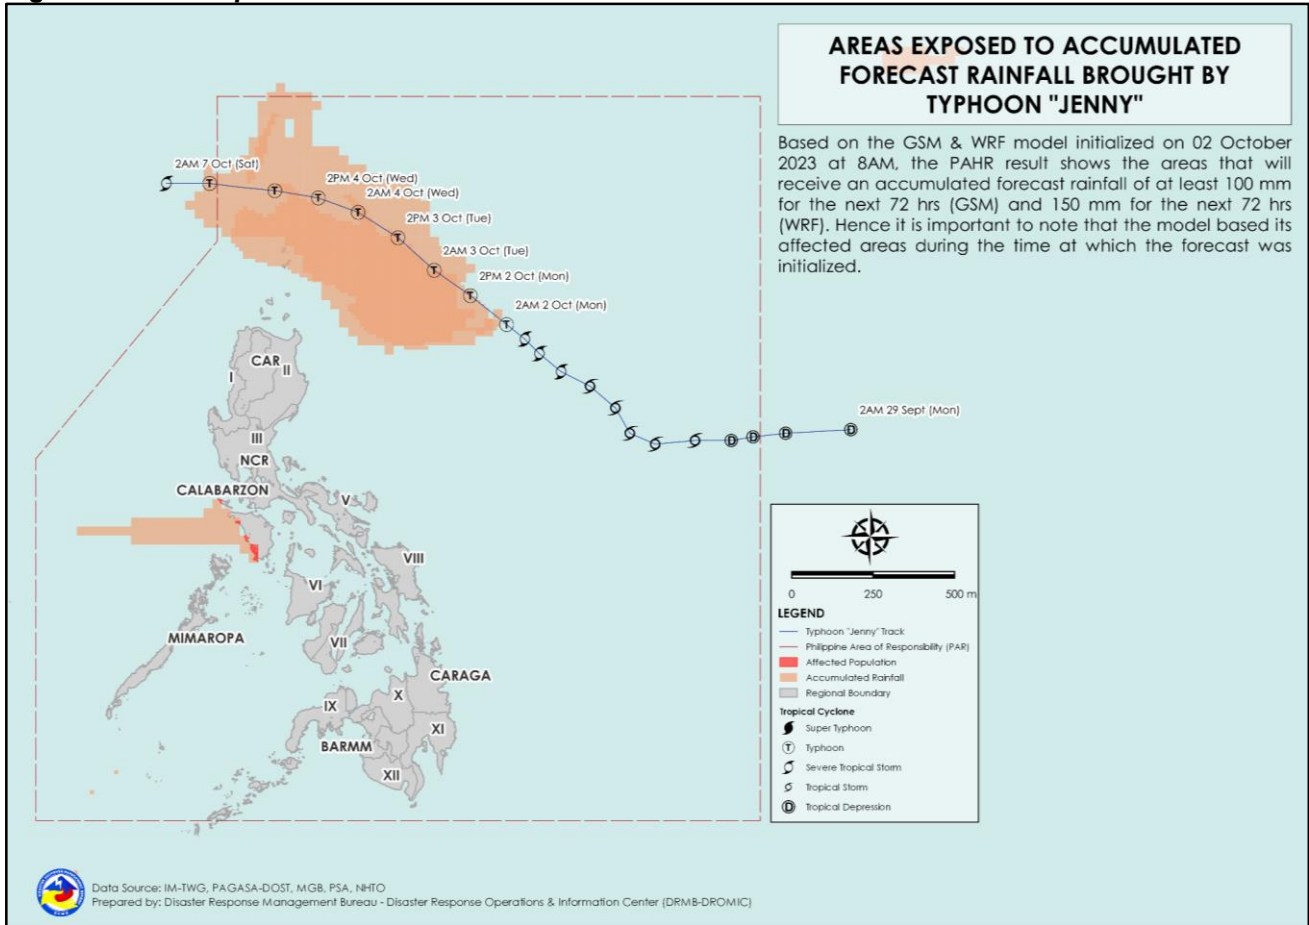 AREAS EXPOSED TO ACCUMULATED
FORECAST RAINFALL BROUGHT BY
TYPHOON "JENNY"
Based on the GSM & WRF model initialized on 02 October
2023 at 8AM, the PAHR result shows the areas that will
receive an accumulated forecast rainfall of at least 100 mm
for the next 72 hrs (GSM) and 150 mm for the next 72 hrs
(WRF). Hence it is important to note that the model based its
affected areas during the time at which the forecast was
initialized.
2AM 7 Oct (Sat)
2PM 4 Oct (Wed)
2AM 4 Oct (Wed)
2PM 3 Oct (Tue)
2AM 3 Oct (Tue)
2PM 2 Oct (Mon)
2AM 2 Oct (Mon)
2AM 29 Sept (Mon)
CAR
I
II
III
NCR
CALABARZON
V
VIII
VI
MIMAROPA
VII
CARAGA
X
IX
XI
BARMM
XII
0 250 500 m
LEGEND
Typhoon "Jenny" Track
Philippine Area of Responsibility (PAR)
Affected Population
Accumulated Rainfall
Regional Boundary
Tropical Cyclone
Super Typhoon
T Typhoon
Severe Tropical Storm
Tropical Storm
D Tropical Depression
Data Source: IM-TWG, PAGASA-DOST, MGB, PSA, NHTO
Prepared by: Disaster Response Management Bureau - Disaster Response Operations & Information Center (DRMB-DROMIC)